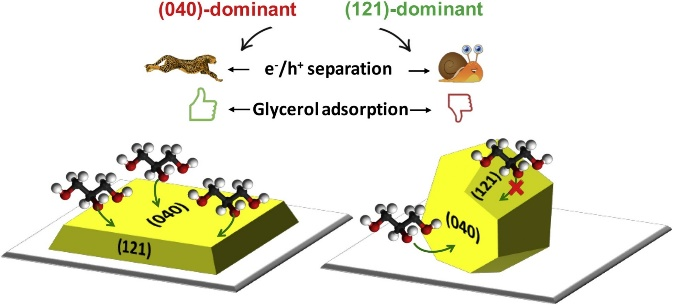 (040)-dominant (121)-dominant
e⁻/h⁺ separation
Glycerol adsorption
(040)
(121)
(121)
(040)